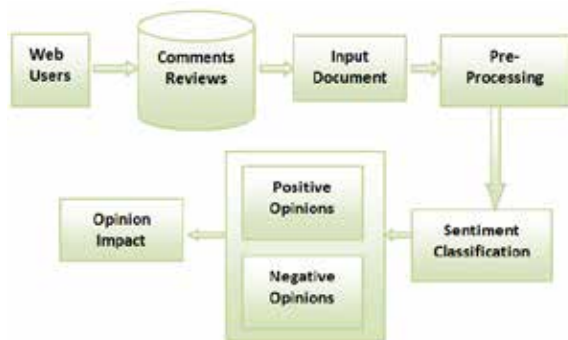 Web
Users
Comments
Reviews
Input
Document
Pre-
Processing
Sentiment
Classification
Positive
Opinions
Negative
Opinions
Opinion
Impact